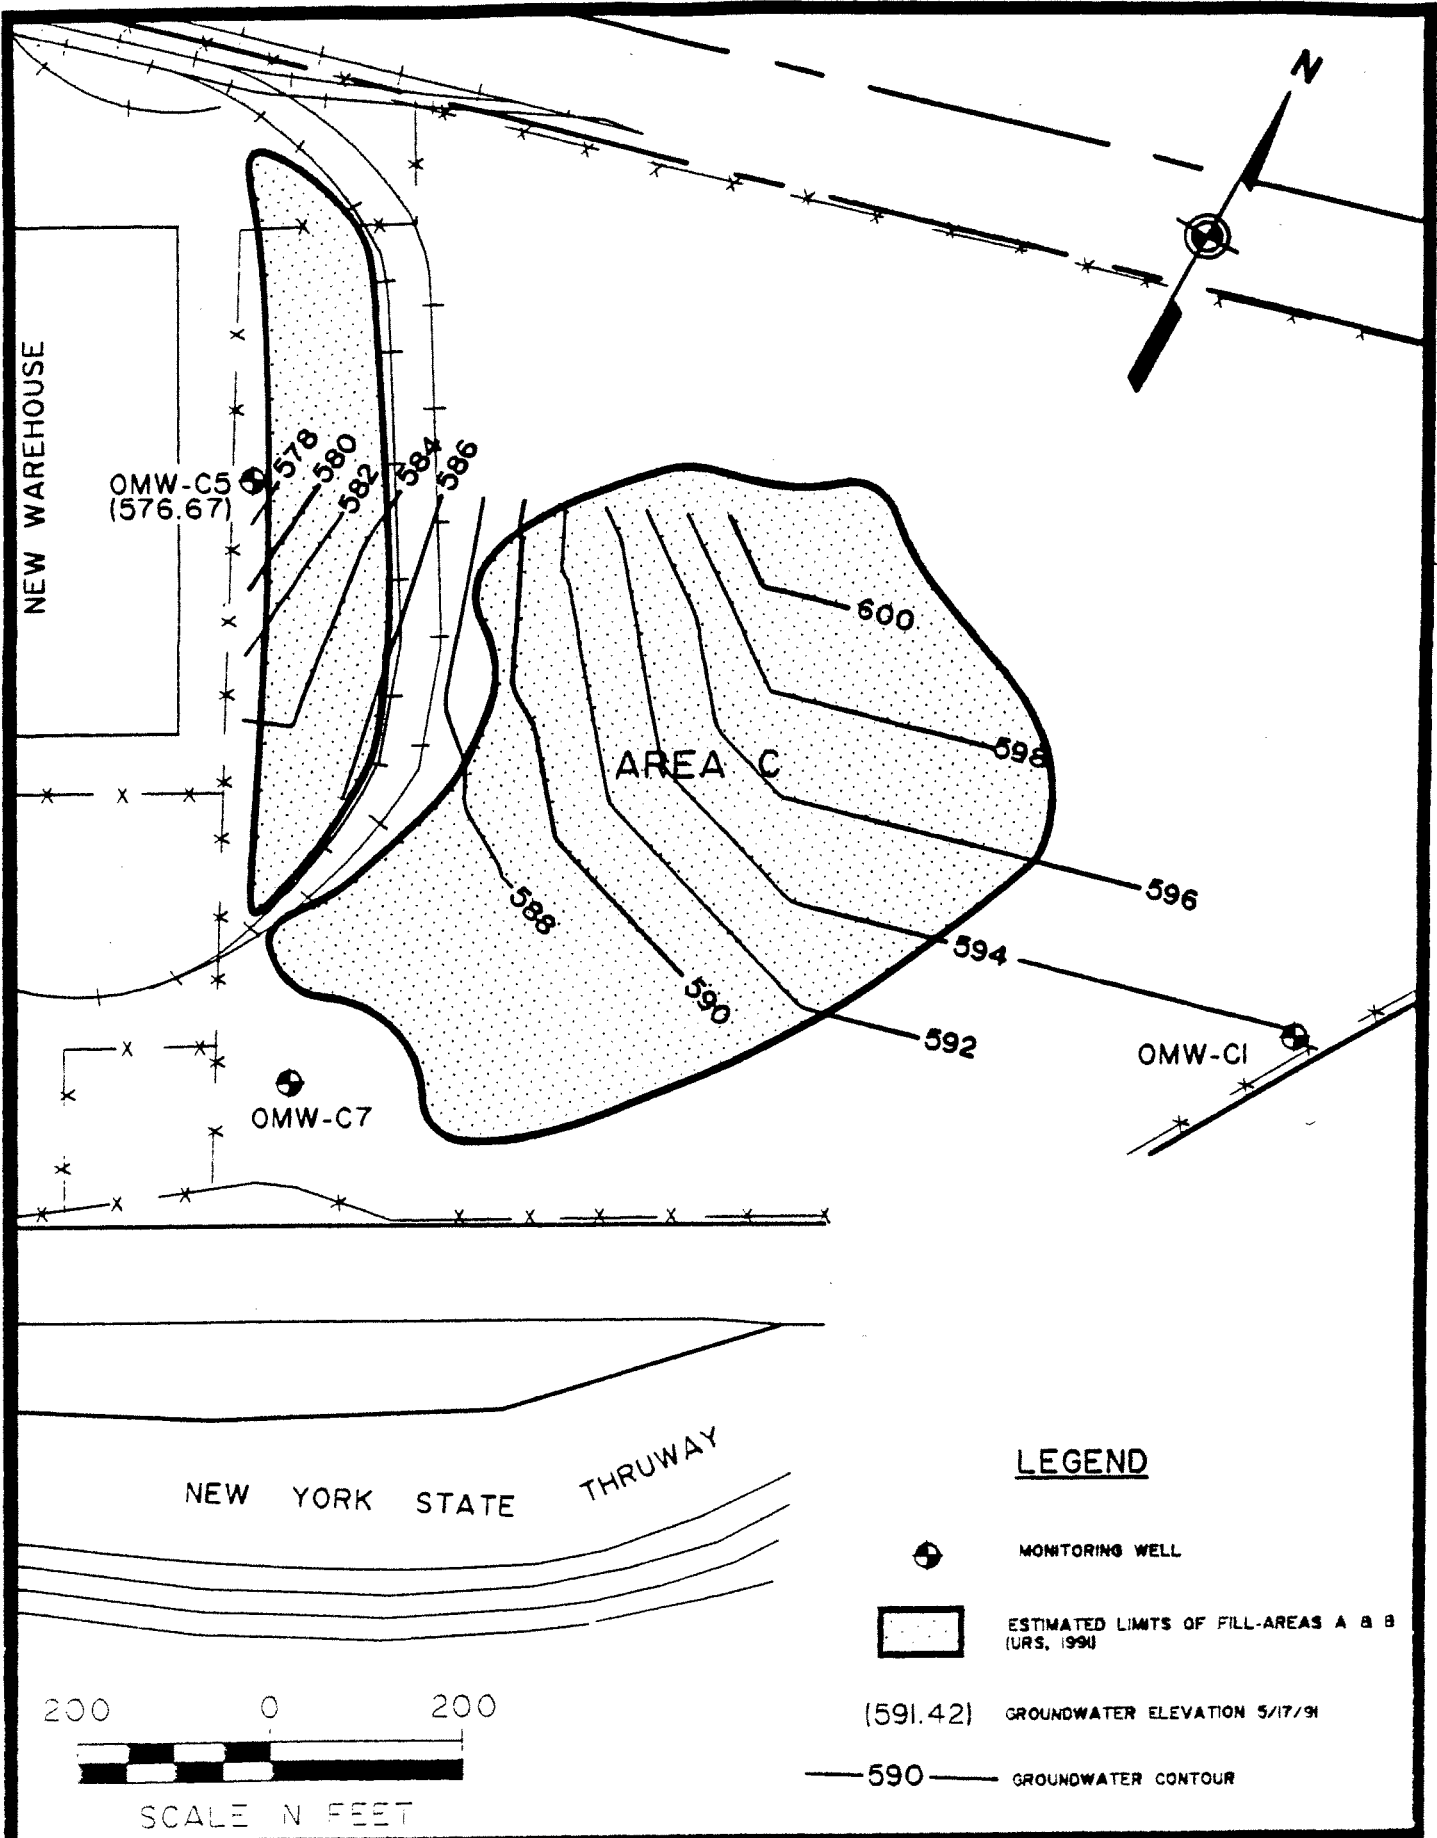 N
NEW WAREHOUSE
OMW-C5
(576.67)
578
580
582
584
586
600
598
AREA C
596
588
594
590
592
OMW-C1
OMW-C7
NEW YORK STATE THRUWAY
LEGEND
MONITORING WELL
ESTIMATED LIMITS OF FILL-AREAS A & B
(URS, 1991)
(591.42) GROUNDWATER ELEVATION 5/17/91
590 GROUNDWATER CONTOUR
200 0 200
SCALE N FEET